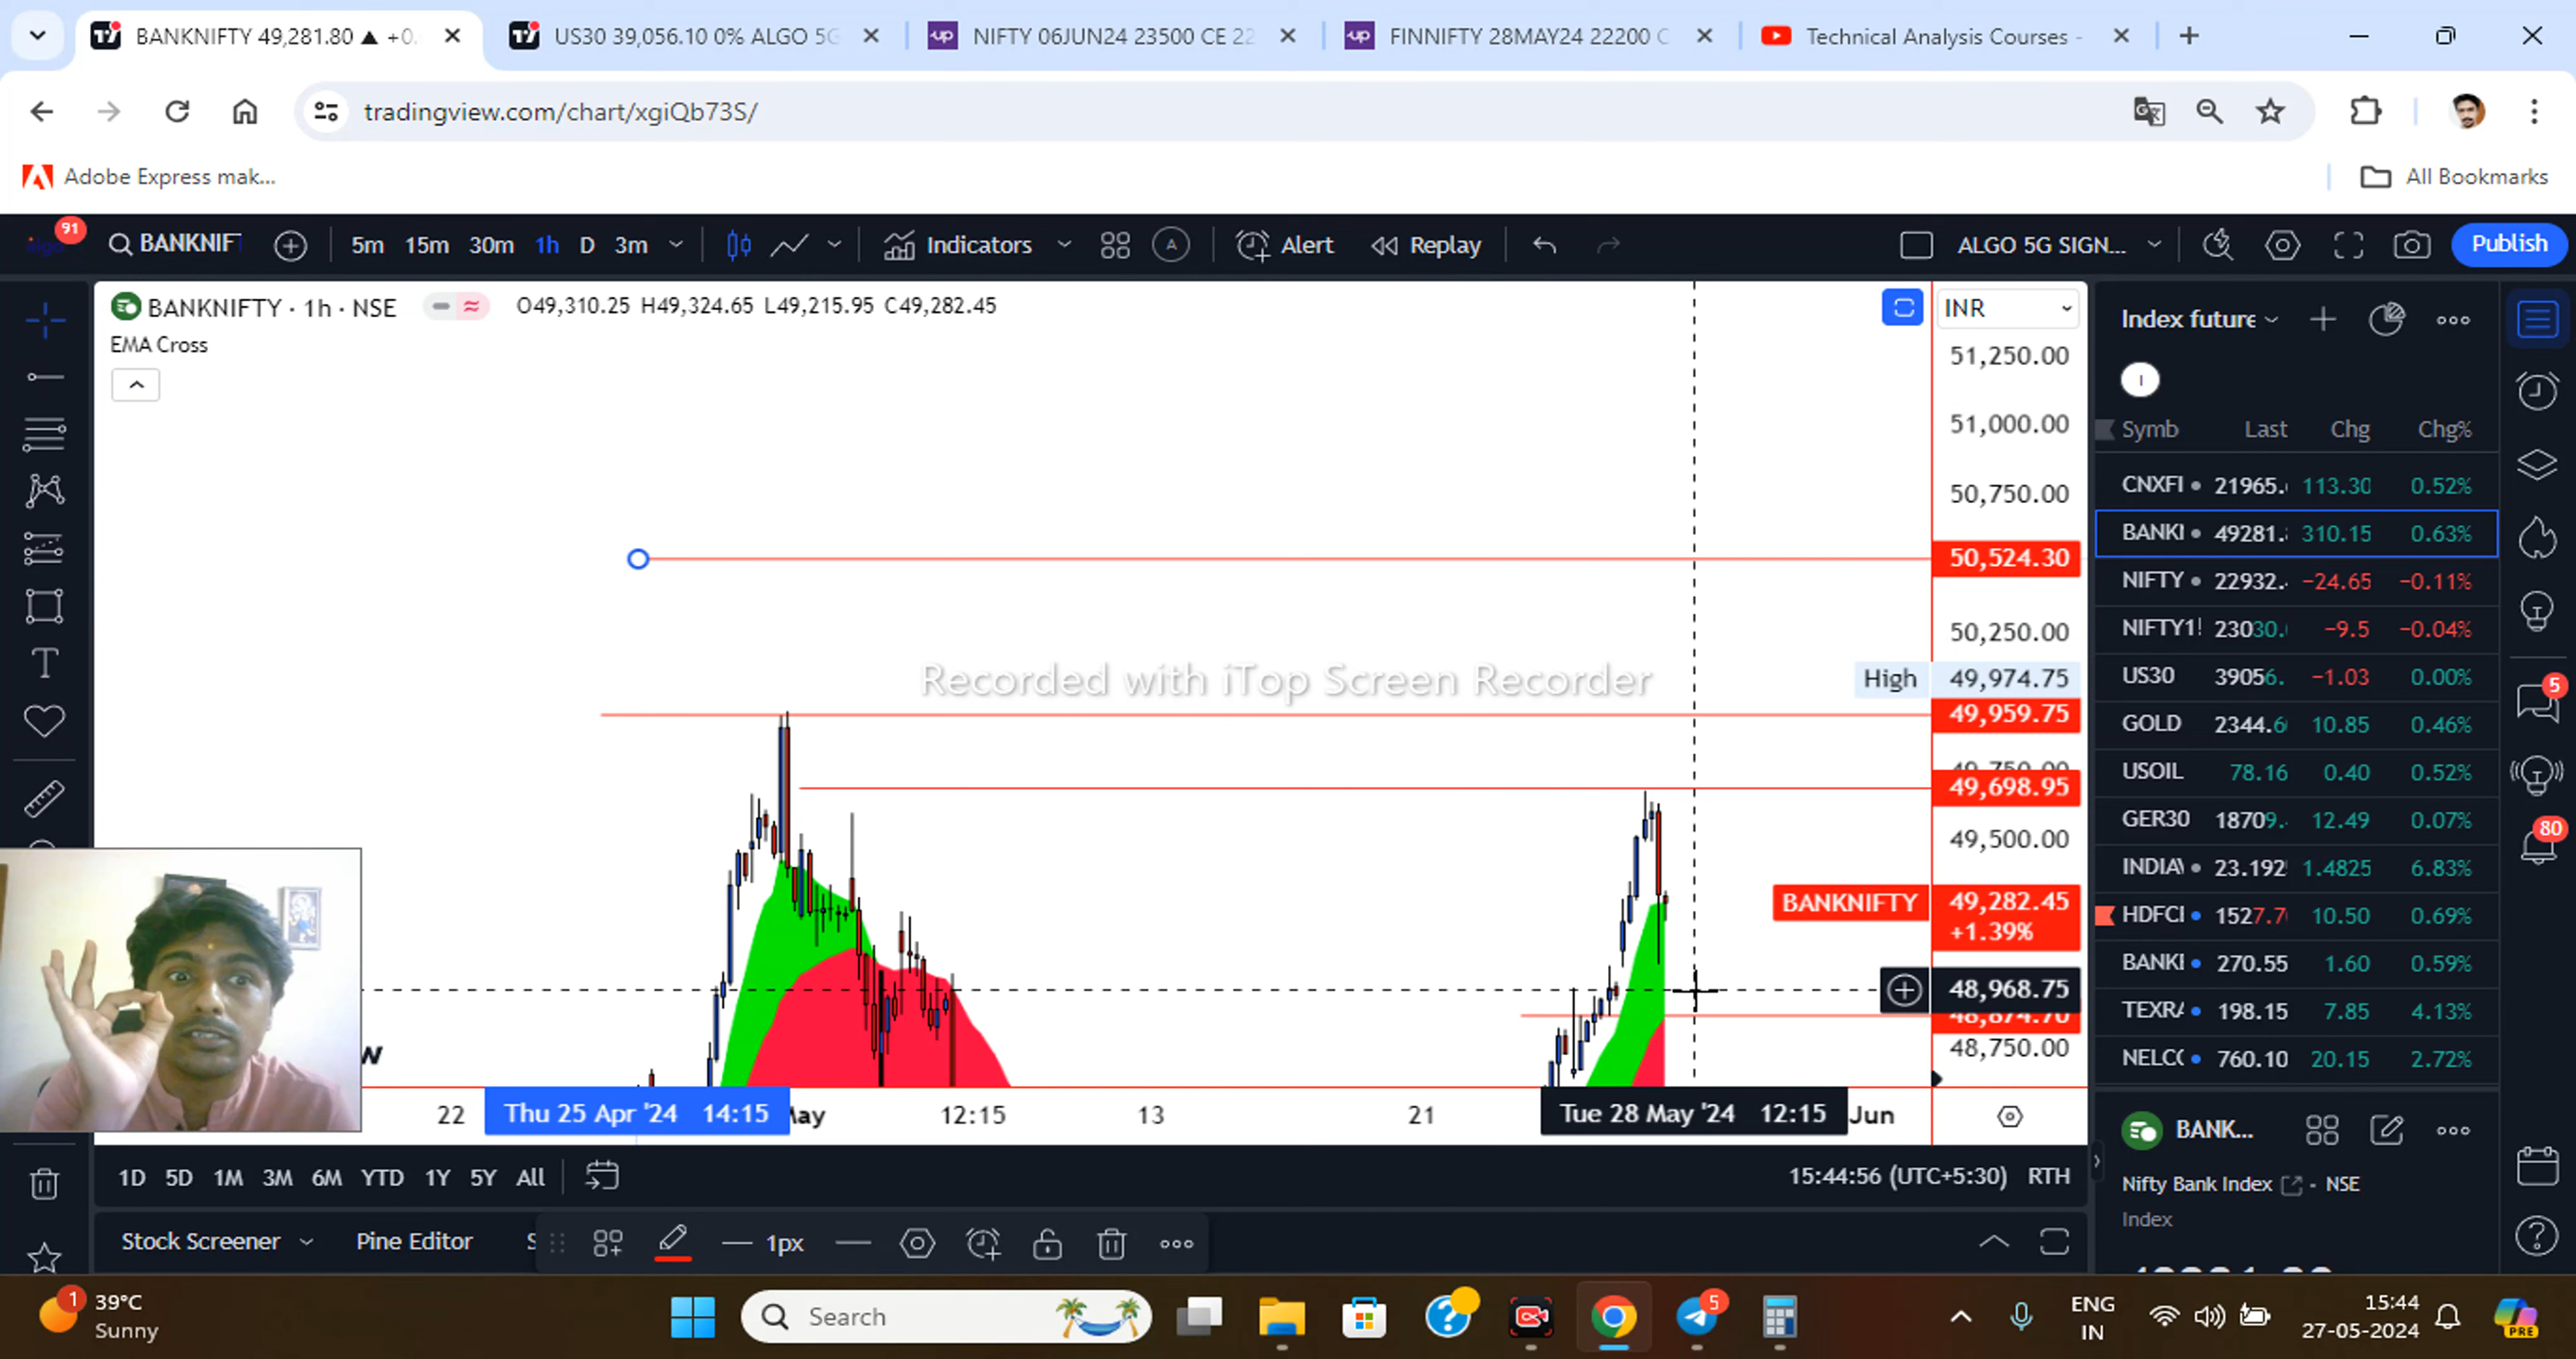 BANKNIFTY 49,281.80 ▲ +0.
US30 39,056.10 0% ALGO 5G
NIFTY 06JUN24 23500 CE 22
FINNIFTY 28MAY24 22200 C
Technical Analysis Courses -
tradingview.com/chart/xgiQb73S/
Adobe Express mak...
All Bookmarks
91
BANKNIF
5m 15m 30m 1h D 3m
Indicators
Alert
Replay
ALGO 5G SIGN...
Publish
BANKNIFTY · 1h · NSE
O49,310.25 H49,324.65 L49,215.95 C49,282.45
EMA Cross
INR
51,250.00
51,000.00
50,750.00
50,524.30
50,250.00
High 49,974.75
49,959.75
49,750.00
49,698.95
49,500.00
BANKNIFTY 49,282.45
+1.39%
48,968.75
48,874.70
48,750.00
Recorded with iTop Screen Recorder
22
Thu 25 Apr '24 14:15
May
12:15
13
21
Tue 28 May '24 12:15
Jun
1D 5D 1M 3M 6M YTD 1Y 5Y All
15:44:56 (UTC+5:30) RTH
Stock Screener
Pine Editor
1px
Index future
Symb Last Chg Chg%
CNXFI 21965. 113.30 0.52%
BANKI 49281. 310.15 0.63%
NIFTY 22932. −24.65 −0.11%
NIFTY1! 23030. −9.5 −0.04%
US30 39056. −1.03 0.00%
GOLD 2344.6 10.85 0.46%
USOIL 78.16 0.40 0.52%
GER30 18709. 12.49 0.07%
INDIAV 23.192 1.4825 6.83%
HDFCI 1527.7 10.50 0.69%
BANKI 270.55 1.60 0.59%
TEXRA 198.15 7.85 4.13%
NELCO 760.10 20.15 2.72%
BANK...
Nifty Bank Index - NSE
Index
5
80
1
39°C
Sunny
Search
5
ENG
IN
15:44
27-05-2024
PRE